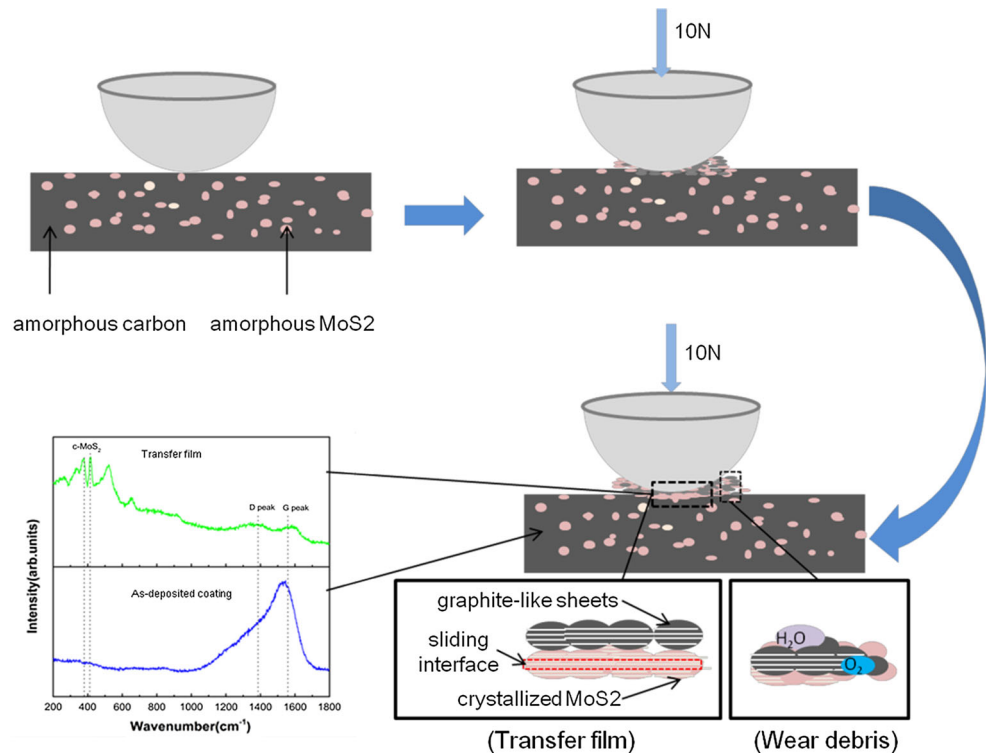 10N
amorphous carbon
amorphous MoS2
10N
c-MoS2
Transfer film
D peak
G peak
As-deposited coating
Intensity(arb.units)
200 400 600 800 1000 1200 1400 1600 1800
Wavenumber(cm-1)
graphite-like sheets
sliding
interface
crystallized MoS2
(Transfer film)
H2O
O2
(Wear debris)